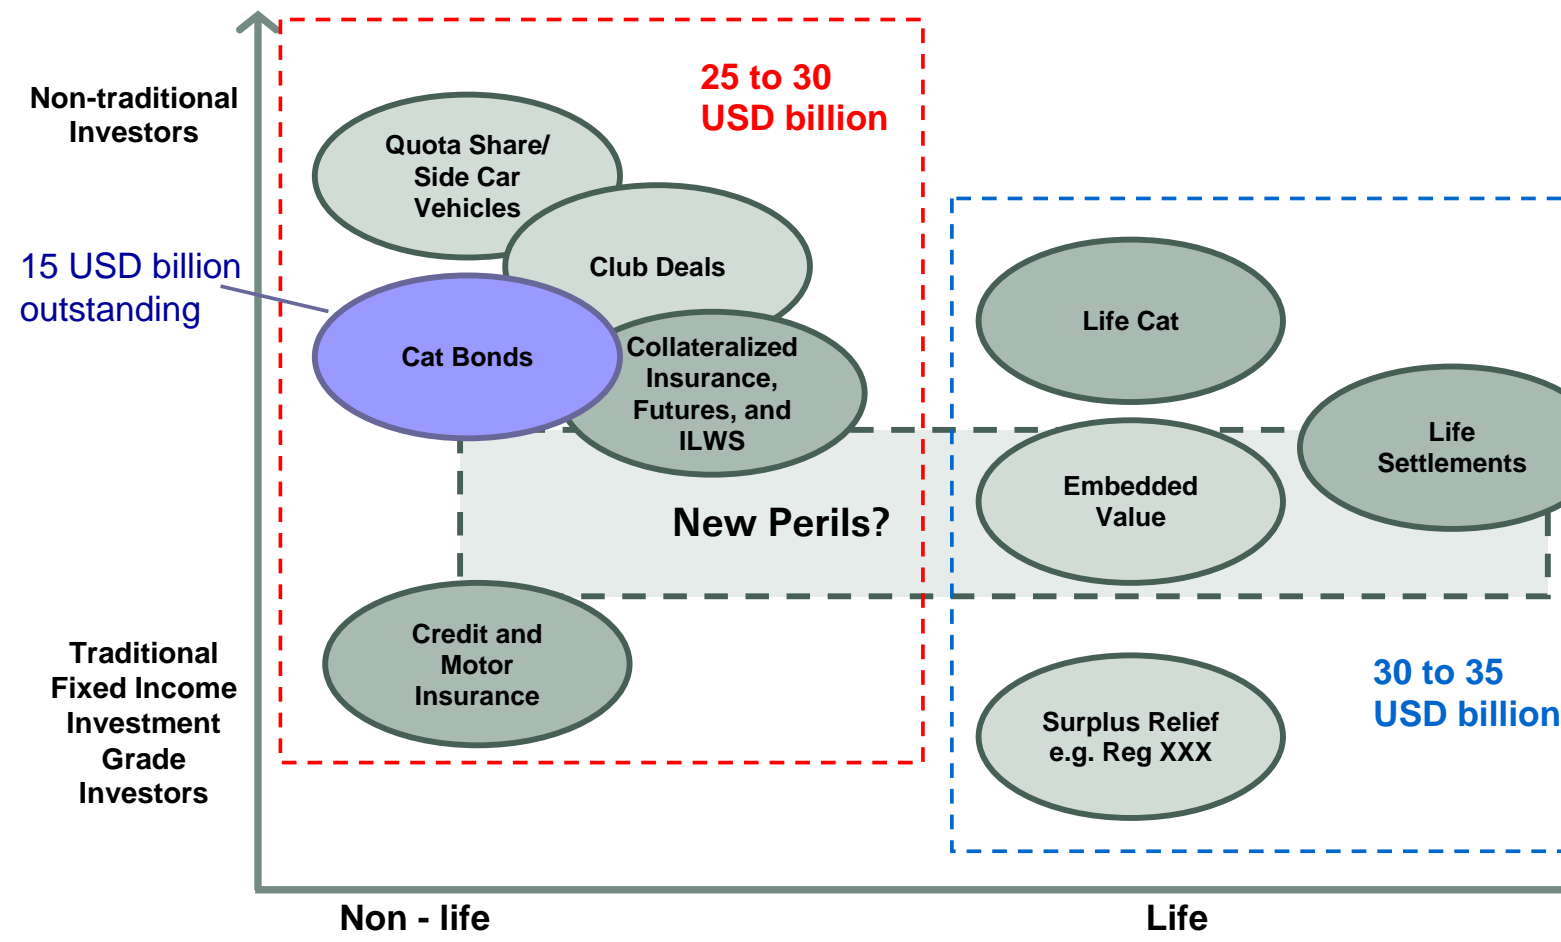 25 to 30
USD billion
Non-traditional
Investors
Quota Share/
Side Car
Vehicles
15 USD billion
outstanding
Club Deals
Cat Bonds
Collateralized
Insurance,
Futures, and
ILWS
Life Cat
Life
Settlements
Embedded
Value
New Perils?
Credit and
Motor
Insurance
Traditional
Fixed Income
Investment
Grade
Investors
30 to 35
USD billion
Surplus Relief
e.g. Reg XXX
Non - life
Life